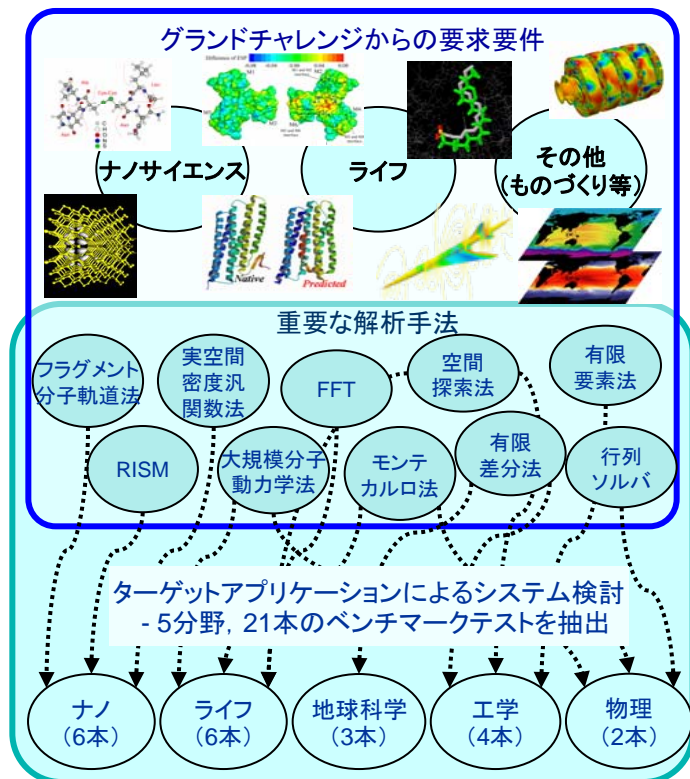 グランドチャレンジからの要求要件
Difference of ESP
M1
M2
ナノサイエンス
ライフ
その他
(ものづくり等)
Native
Predicted
重要な解析手法
フラグメント
分子軌道法
実空間
密度汎
関数法
FFT
空間
探索法
有限
要素法
RISM
大規模分子
動力学法
モンテ
カルロ法
有限
差分法
行列
ソルバ
ターゲットアプリケーションによるシステム検討
- 5分野, 21本のベンチマークテストを抽出
ナノ
(6本)
ライフ
(6本)
地球科学
(3本)
工学
(4本)
物理
(2本)